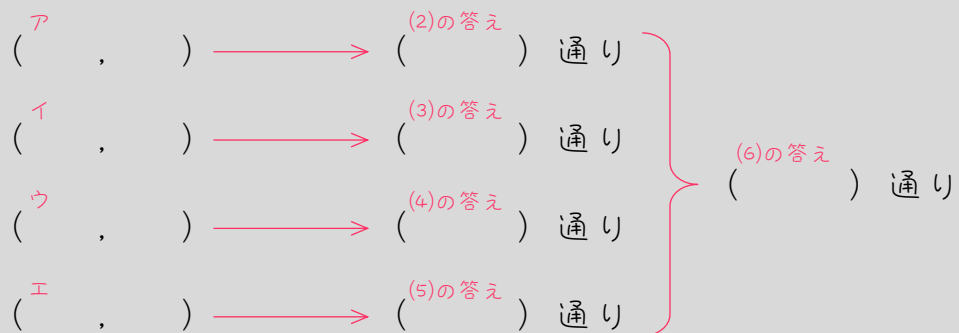 ア (2)の答え
( , ) ( ) 通り
イ (3)の答え
( , ) ( ) 通り
(6)の答え
( ) 通り
ウ (4)の答え
( , ) ( ) 通り
エ (5)の答え
( , ) ( ) 通り